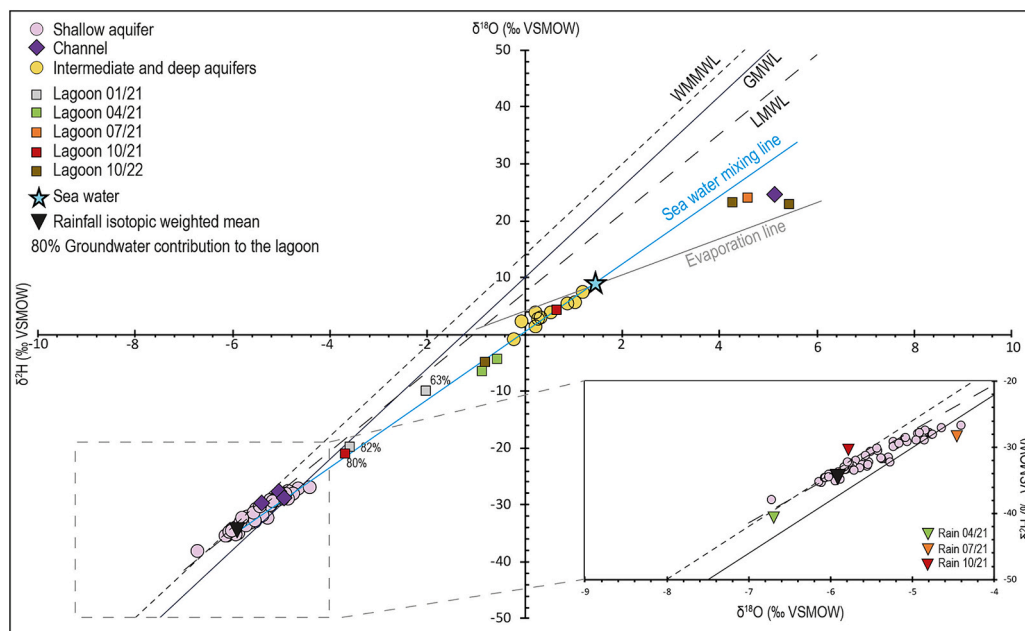 Shallow aquifer
Channel
Intermediate and deep aquifers
Lagoon 01/21
Lagoon 04/21
Lagoon 07/21
Lagoon 10/21
Lagoon 10/22
Sea water
Rainfall isotopic weighted mean
80% Groundwater contribution to the lagoon
δ¹⁸O (‰ VSMOW)
50
40
30
20
10
-10
-20
-30
-40
-50
WMMWL
GMWL
LMWL
Sea water mixing line
Evaporation line
δ²H (‰ VSMOW)
-10
-8
-6
-4
-2
0
2
4
6
8
10
63%
82%
80%
-20
-30
-40
-50
δ²H (‰ VSMOW)
Rain 04/21
Rain 07/21
Rain 10/21
-9
-8
-7
-6
-5
-4
δ¹⁸O (‰ VSMOW)